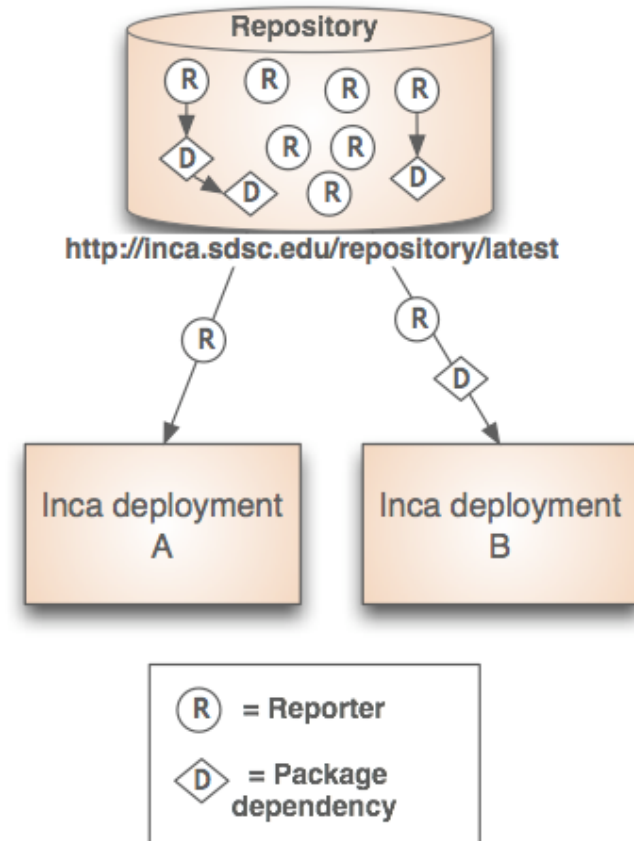 Repository
R R R R
D R R D
D R
http://inca.sdsc.edu/repository/latest
R R
D
Inca deployment
A
Inca deployment
B
R = Reporter
D = Package
dependency